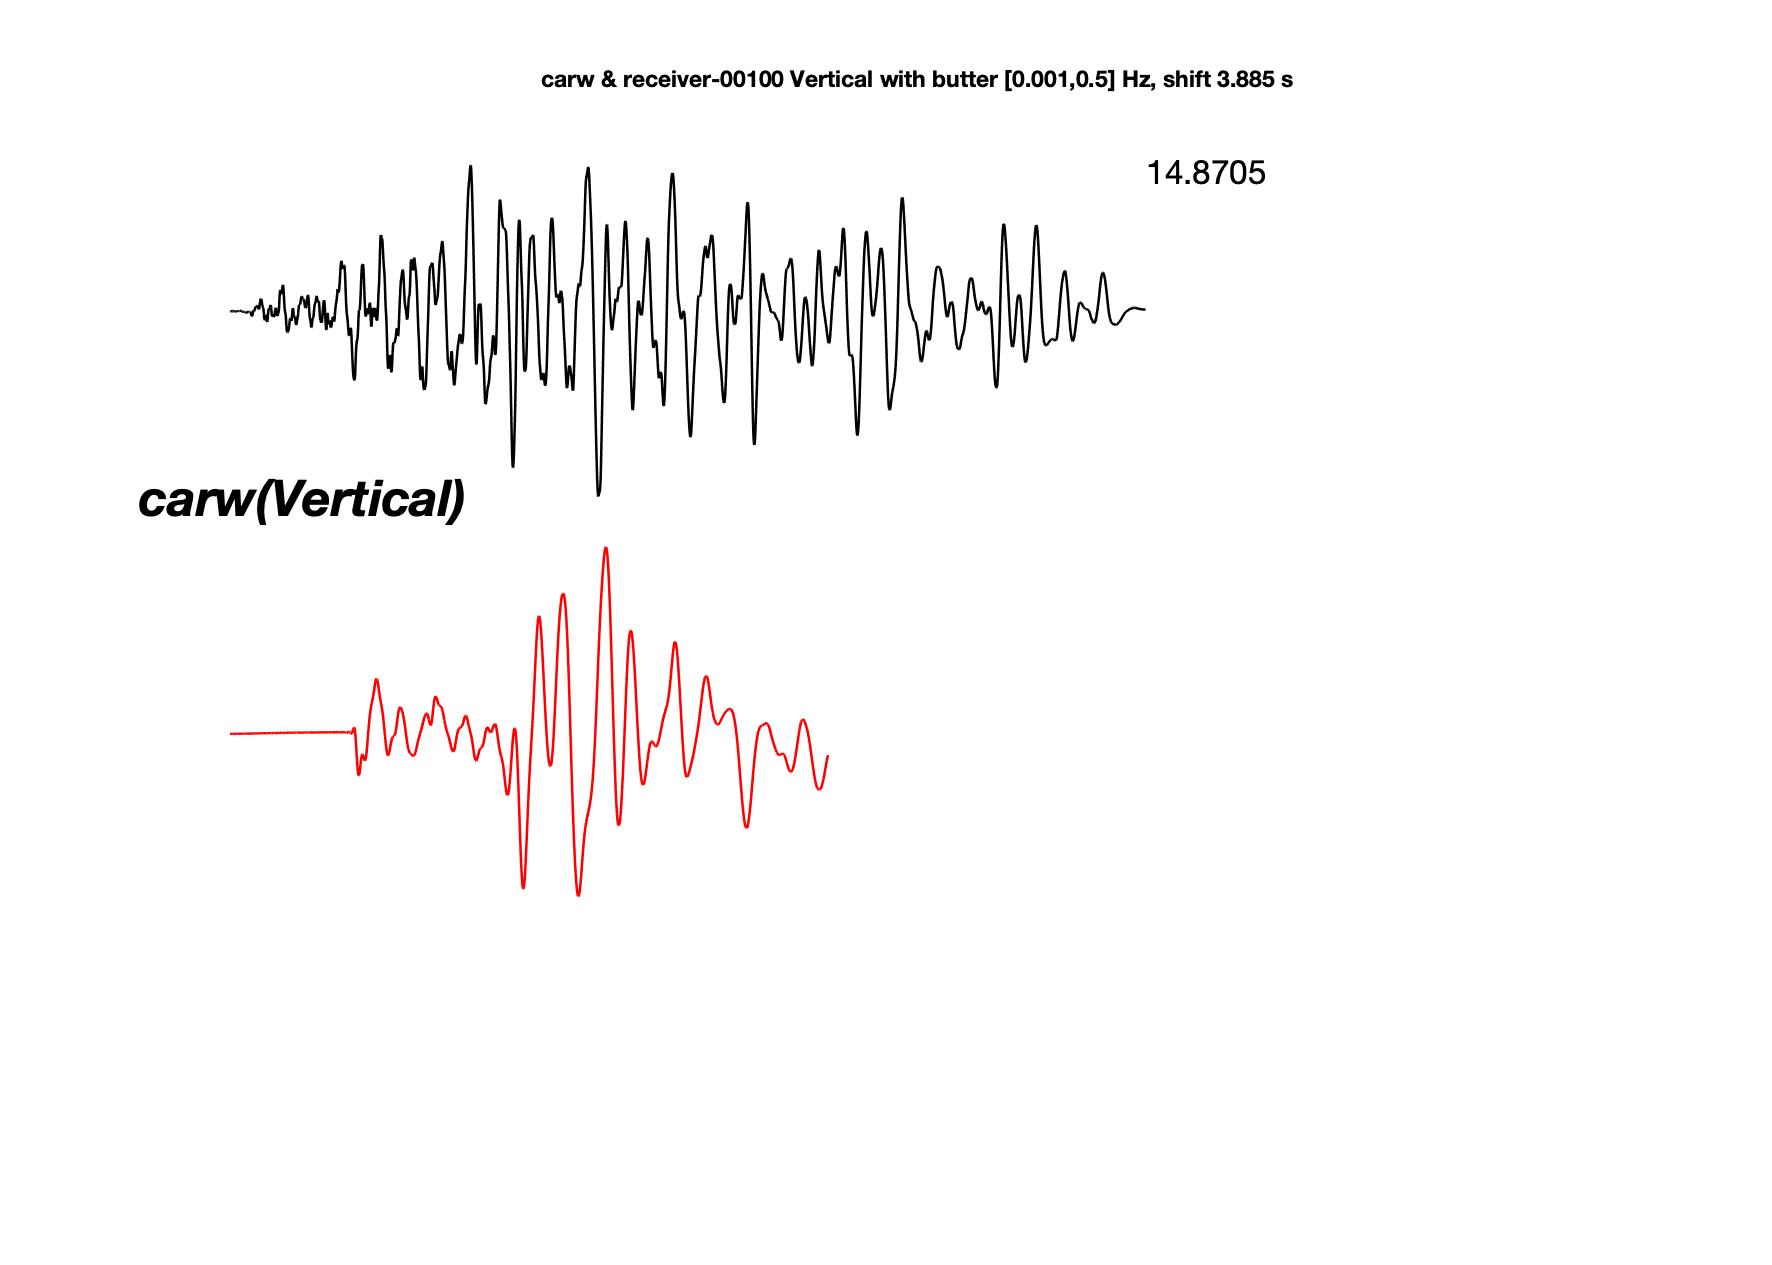 carw & receiver-00100 Vertical with butter [0.001,0.5] Hz, shift 3.885 s
14.8705
carw(Vertical)